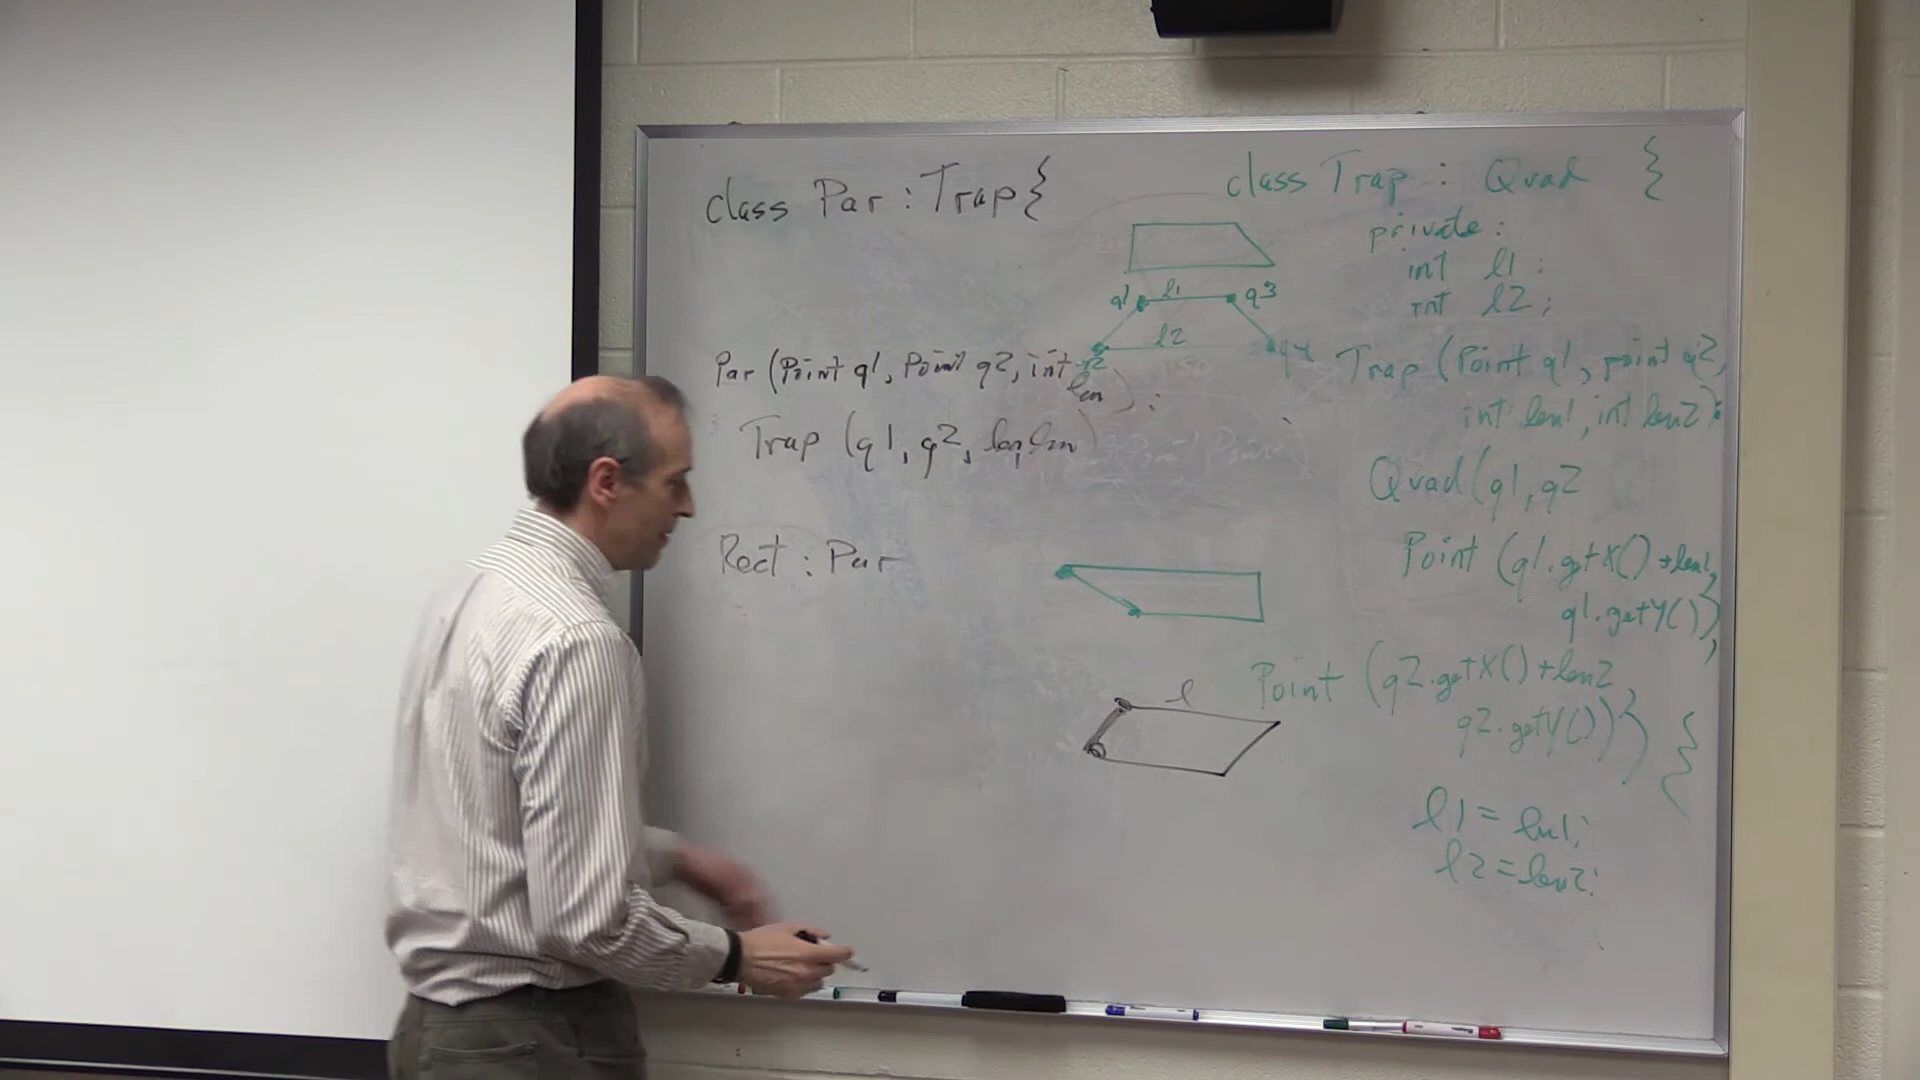 class Par : Trap {
Par (Point q1, Point q2, int
len) :
Trap (q1, q2, len, len)
Rect : Par
q1 l1 q3
l2
q2 q4
l
class Trap : Quad {
private :
int l1 ;
int l2 ;
Trap (Point q1, point q2,
int len1, int len2) :
Quad (q1, q2
Point (q1.getX() + len1,
q1.getY()),
Point (q2.getX() + len2,
q2.getY())) {
l1 = len1;
l2 = len2;